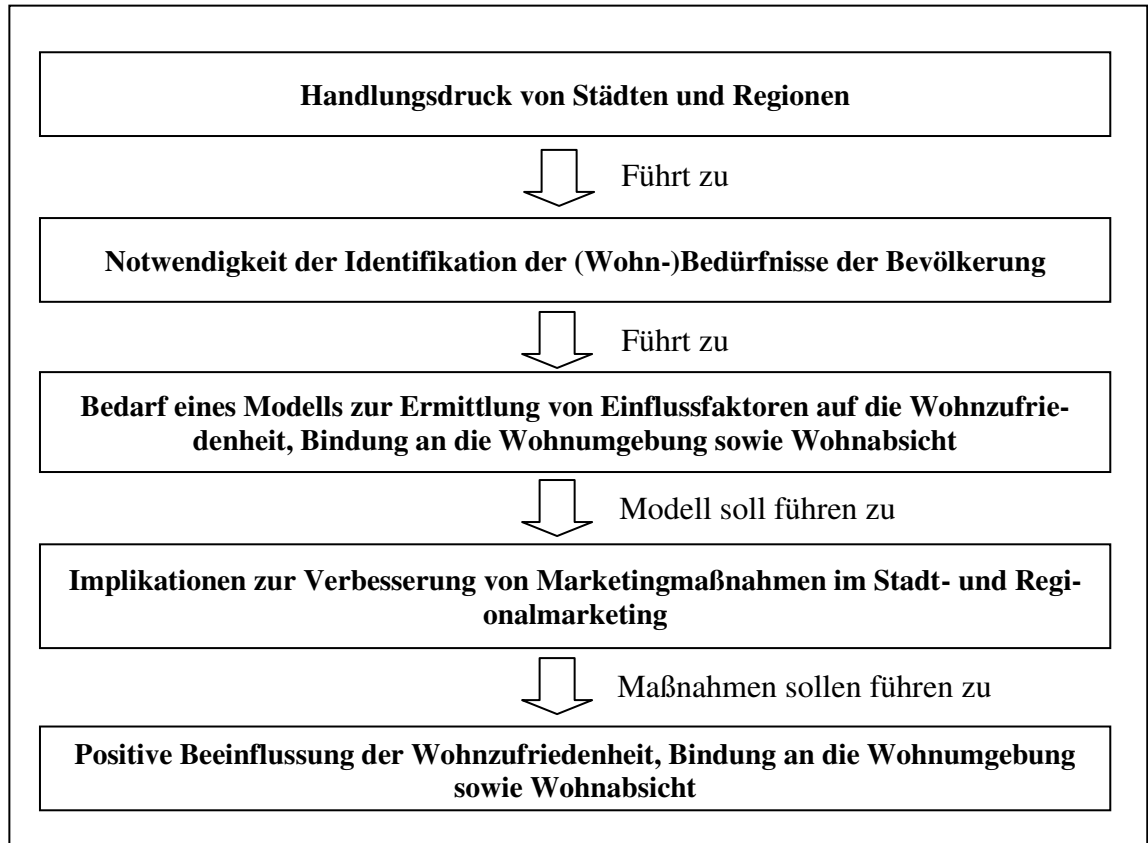 Handlungsdruck von Städten und Regionen
Führt zu
Notwendigkeit der Identifikation der (Wohn-)Bedürfnisse der Bevölkerung
Führt zu
Bedarf eines Modells zur Ermittlung von Einflussfaktoren auf die Wohnzufrie-
denheit, Bindung an die Wohnumgebung sowie Wohnabsicht
Modell soll führen zu
Implikationen zur Verbesserung von Marketingmaßnahmen im Stadt- und Regi-
onalmarketing
Maßnahmen sollen führen zu
Positive Beeinflussung der Wohnzufriedenheit, Bindung an die Wohnumgebung
sowie Wohnabsicht